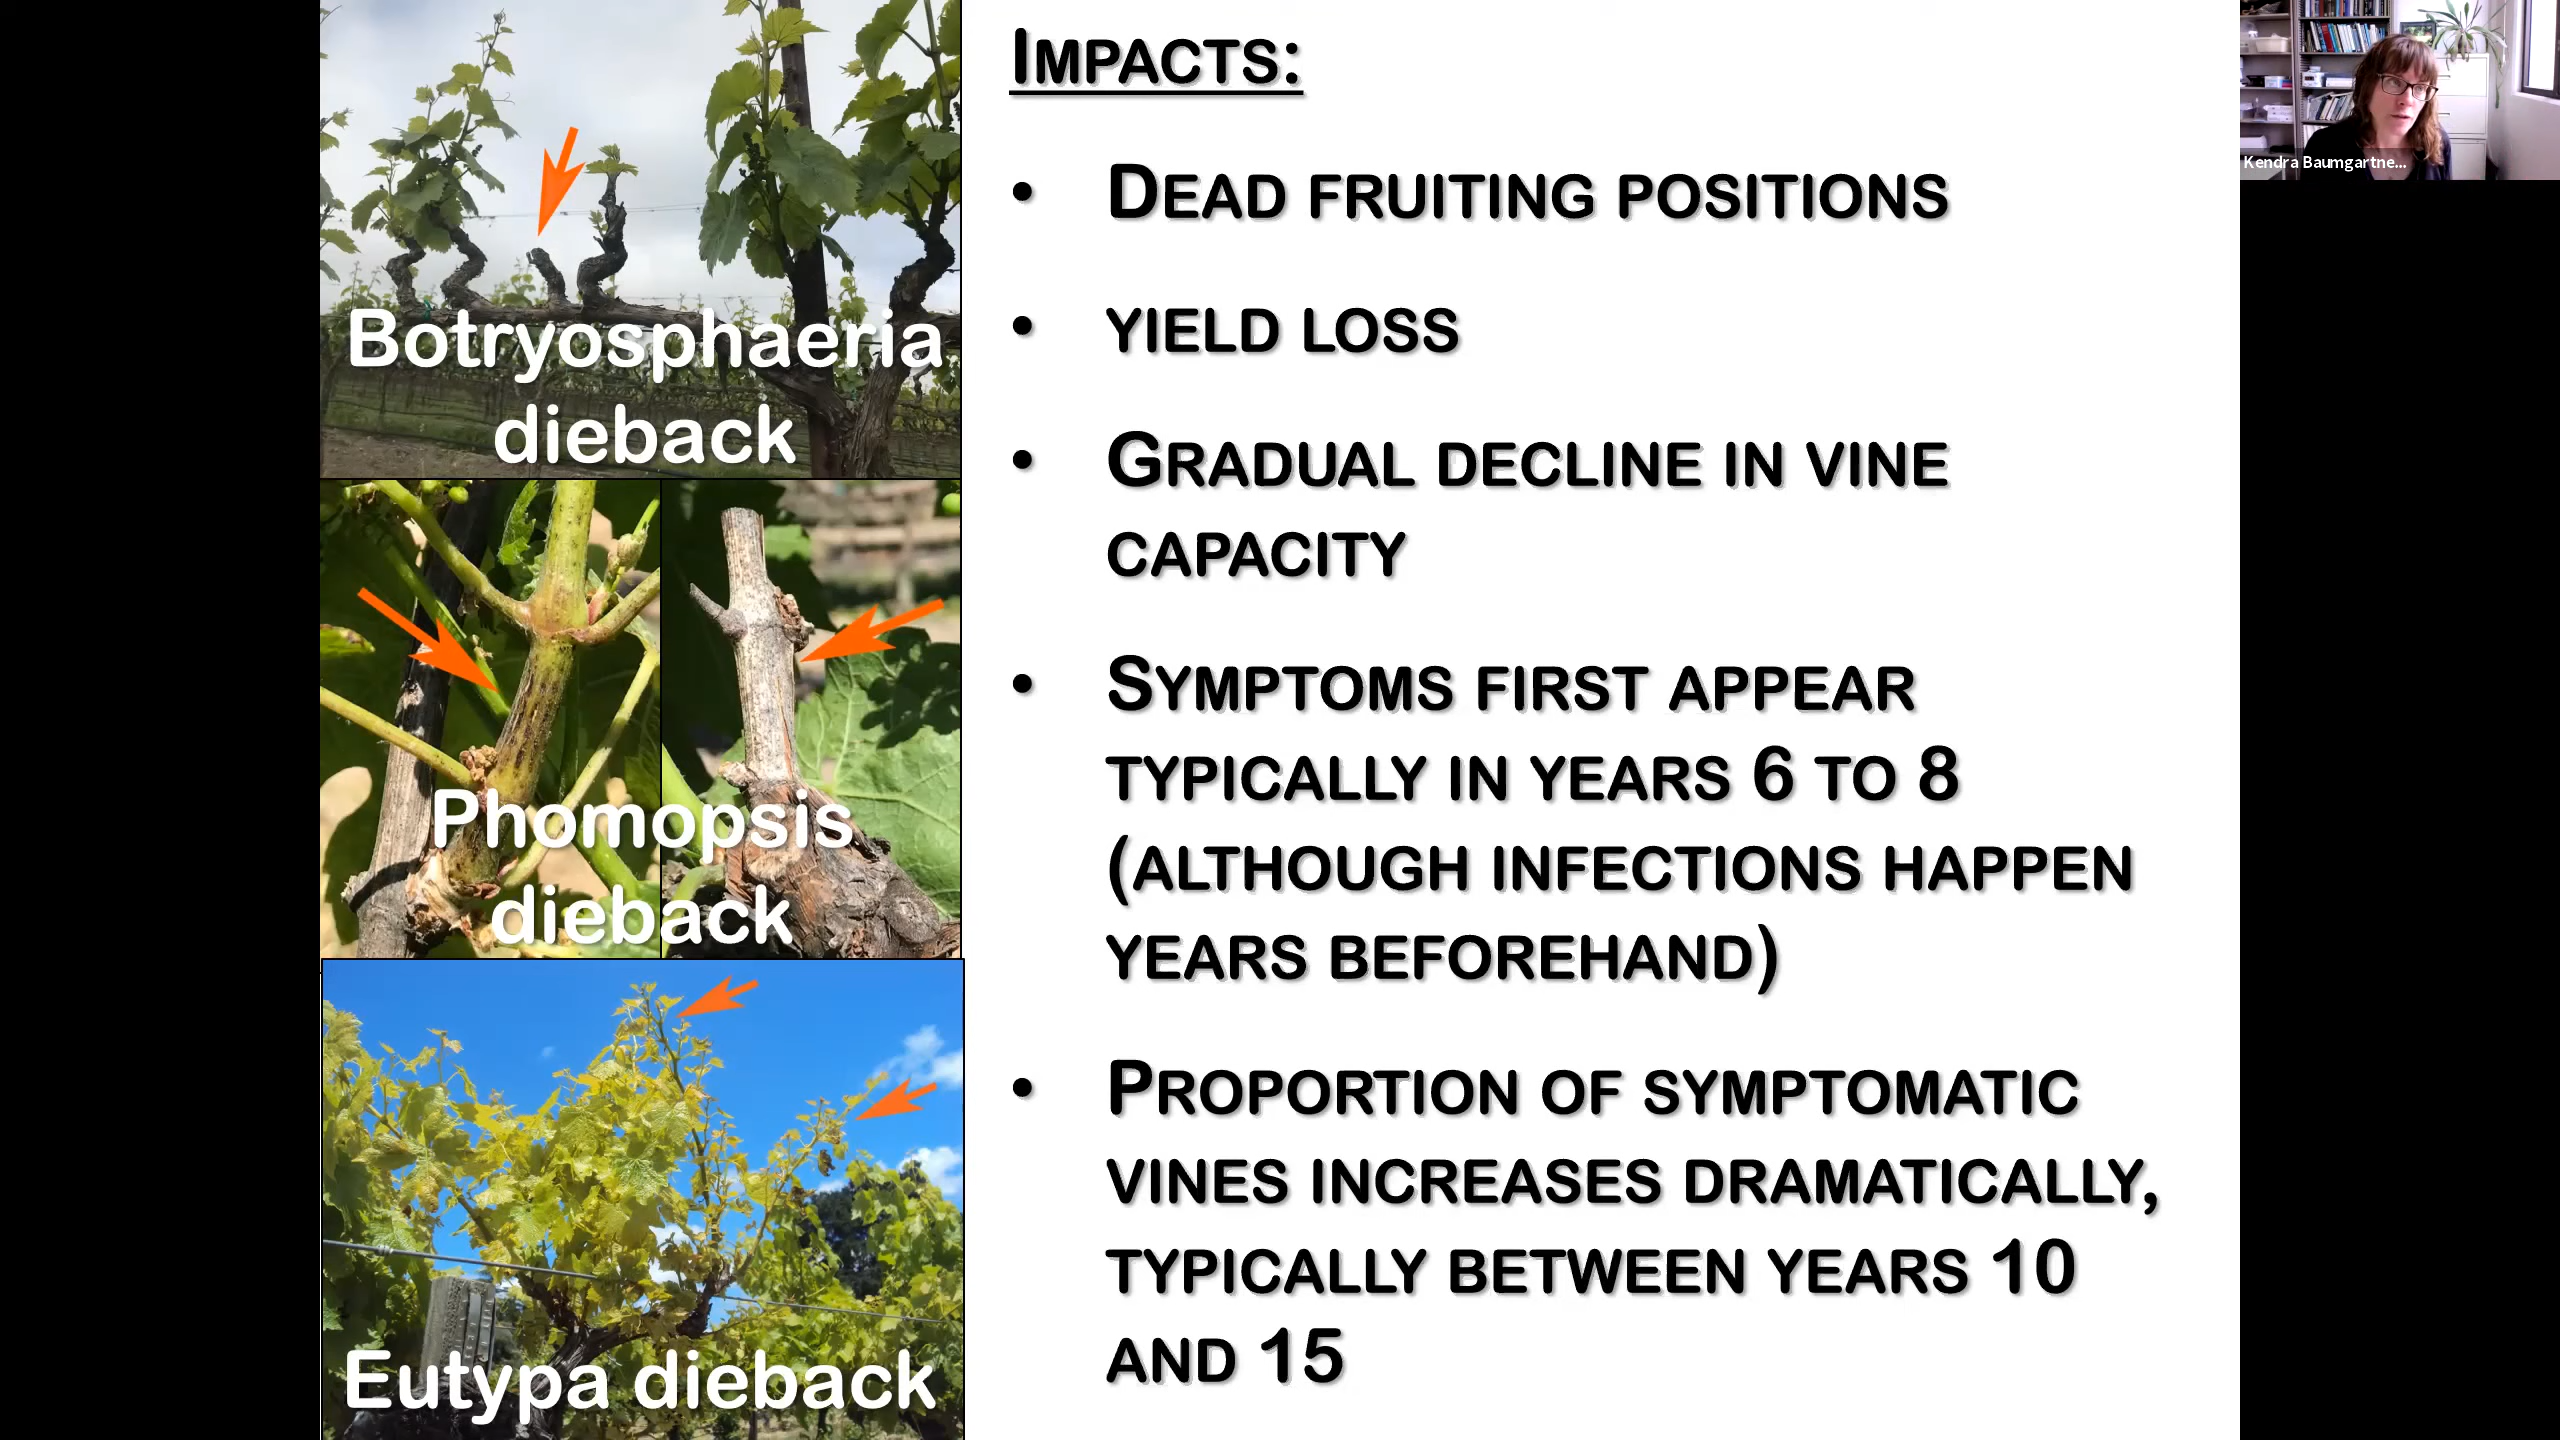 Botryosphaeria
dieback
Phomopsis
dieback
Eutypa dieback
IMPACTS:
• DEAD FRUITING POSITIONS
• YIELD LOSS
• GRADUAL DECLINE IN VINE
CAPACITY
• SYMPTOMS FIRST APPEAR
TYPICALLY IN YEARS 6 TO 8
(ALTHOUGH INFECTIONS HAPPEN
YEARS BEFOREHAND)
• PROPORTION OF SYMPTOMATIC
VINES INCREASES DRAMATICALLY,
TYPICALLY BETWEEN YEARS 10
AND 15
Kendra Baumgartne...